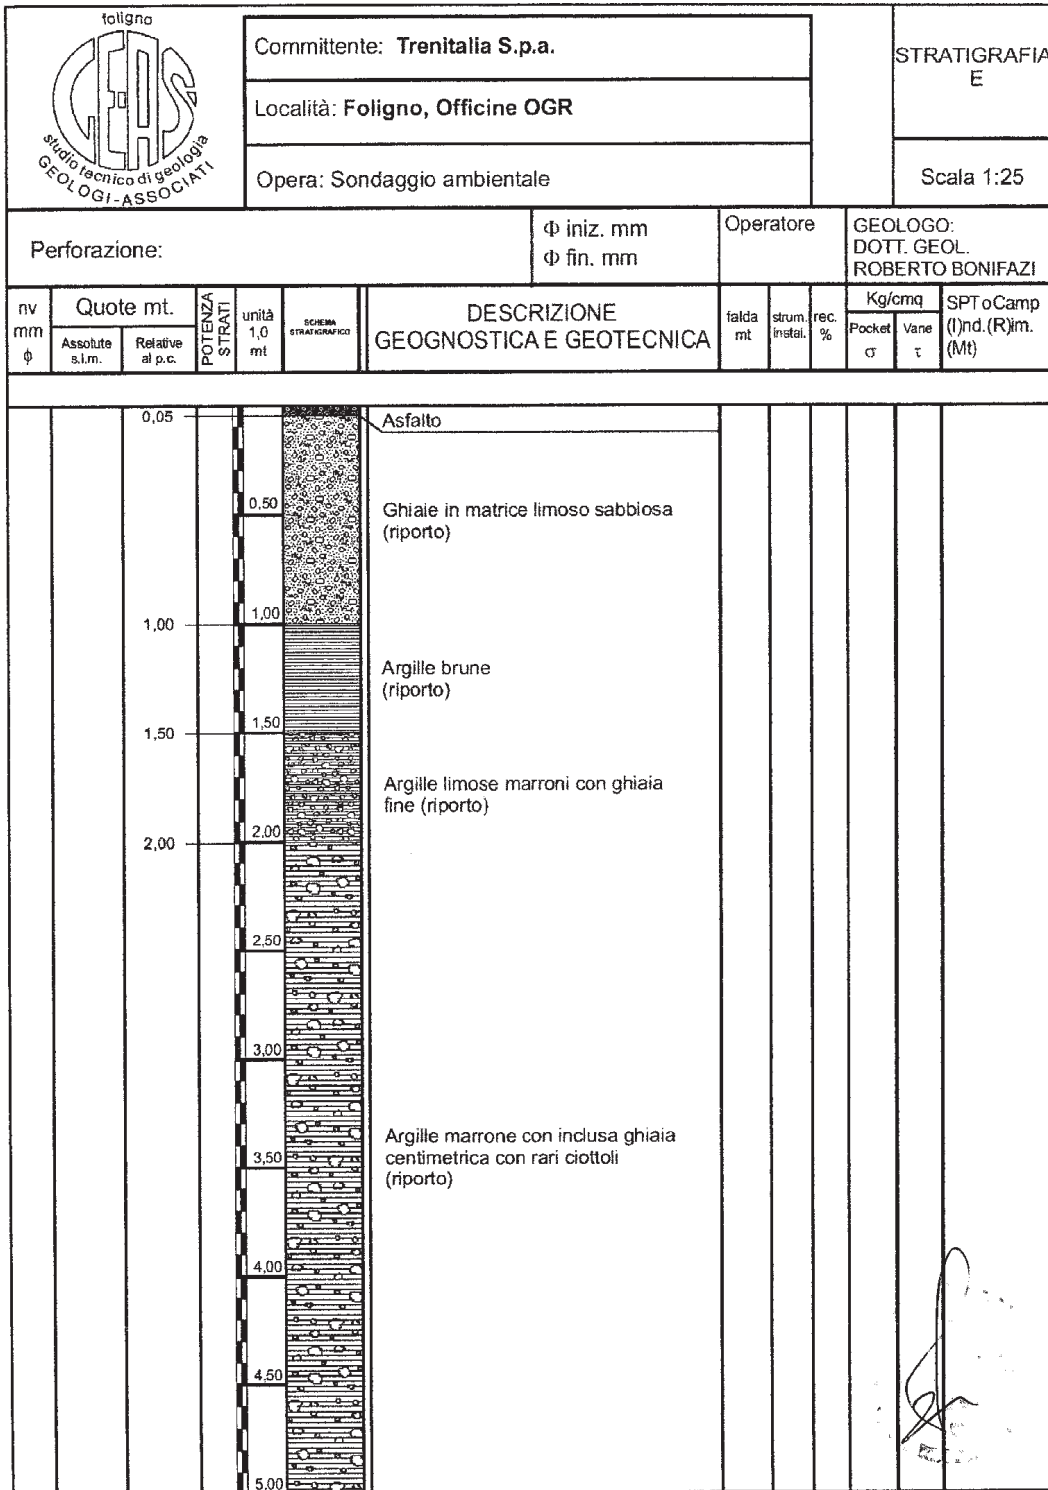 foligno
CEAS
studio tecnico di geologia
GEOLOGI-ASSOCIATI
Committente: Trenitalia S.p.a.
Località: Foligno, Officine OGR
Opera: Sondaggio ambientale
STRATIGRAFIA
E
Scala 1:25
Perforazione:
Φ iniz. mm
Φ fin. mm
Operatore
GEOLOGO:
DOTT. GEOL.
ROBERTO BONIFAZI
nv
mm
ϕ
Quote mt.
Assolute
s.l.m.
Relative
al p.c.
POTENZA
STRATI
unità
1,0
mt
SCHEMA
STRATIGRAFICO
DESCRIZIONE
GEOGNOSTICA E GEOTECNICA
falda
mt
strum.
instal.
rec.
%
Kg/cmq
Pocket
σ
Vane
τ
SPT o Camp
(I)nd.(R)im.
(Mt)
0,05
Asfalto
0,50
Ghiaie in matrice limoso sabbiosa
(riporto)
1,00
1,00
Argille brune
(riporto)
1,50
1,50
Argille limose marroni con ghiaia
fine (riporto)
2,00
2,00
2,50
3,00
Argille marrone con inclusa ghiaia
centimetrica con rari ciottoli
(riporto)
3,50
4,00
4,50
5,00